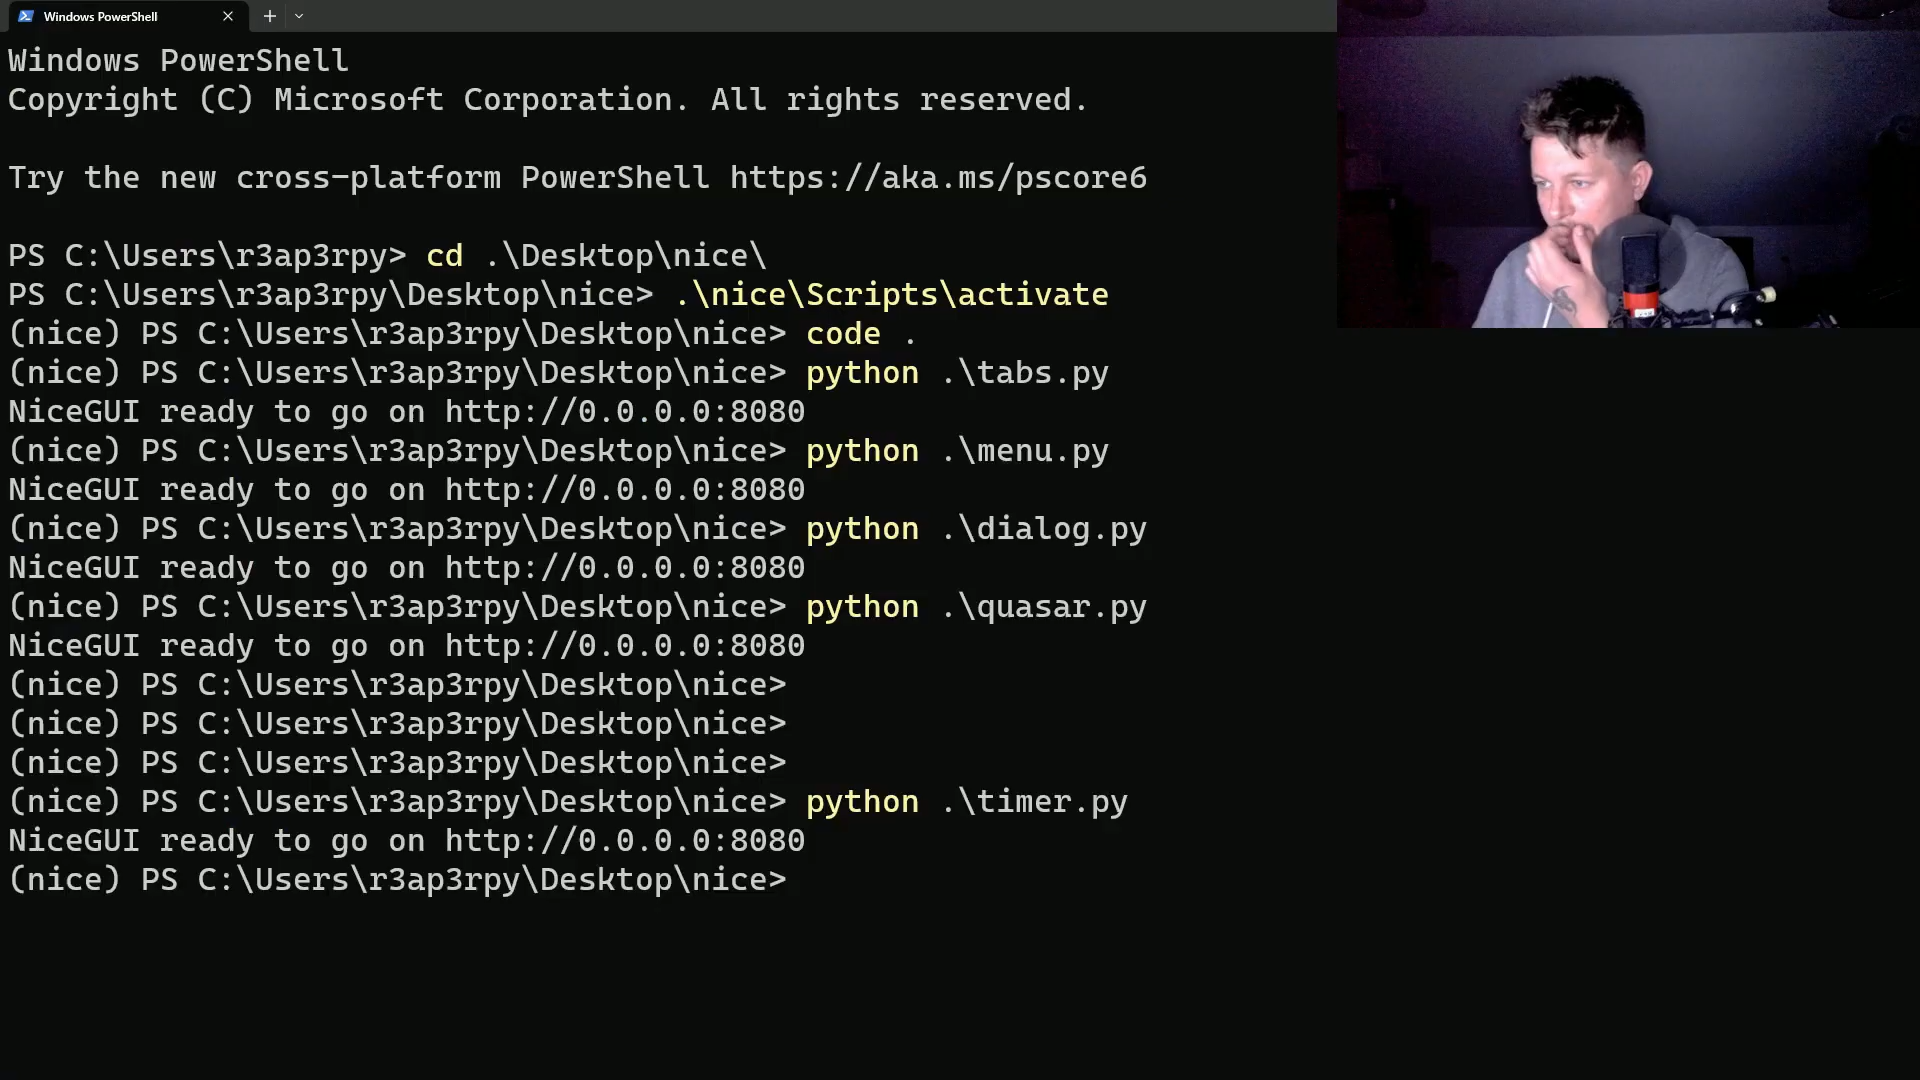 Windows PowerShell
Windows PowerShell
Copyright (C) Microsoft Corporation. All rights reserved.
Try the new cross-platform PowerShell https://aka.ms/pscore6
PS C:\Users\r3ap3rpy> cd .\Desktop\nice\
PS C:\Users\r3ap3rpy\Desktop\nice> .\nice\Scripts\activate
(nice) PS C:\Users\r3ap3rpy\Desktop\nice> code .
(nice) PS C:\Users\r3ap3rpy\Desktop\nice> python .\tabs.py
NiceGUI ready to go on http://0.0.0.0:8080
(nice) PS C:\Users\r3ap3rpy\Desktop\nice> python .\menu.py
NiceGUI ready to go on http://0.0.0.0:8080
(nice) PS C:\Users\r3ap3rpy\Desktop\nice> python .\dialog.py
NiceGUI ready to go on http://0.0.0.0:8080
(nice) PS C:\Users\r3ap3rpy\Desktop\nice> python .\quasar.py
NiceGUI ready to go on http://0.0.0.0:8080
(nice) PS C:\Users\r3ap3rpy\Desktop\nice>
(nice) PS C:\Users\r3ap3rpy\Desktop\nice>
(nice) PS C:\Users\r3ap3rpy\Desktop\nice>
(nice) PS C:\Users\r3ap3rpy\Desktop\nice> python .\timer.py
NiceGUI ready to go on http://0.0.0.0:8080
(nice) PS C:\Users\r3ap3rpy\Desktop\nice>